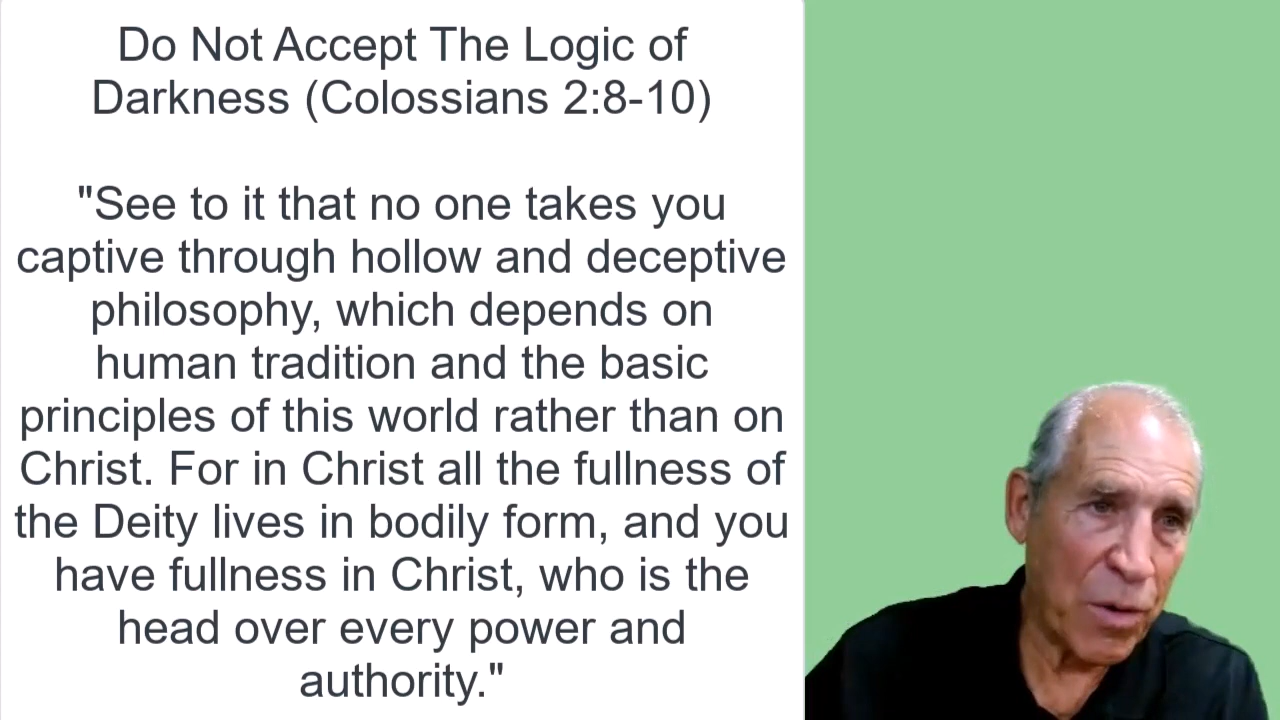 Do Not Accept The Logic of
Darkness (Colossians 2:8-10)
"See to it that no one takes you
captive through hollow and deceptive
philosophy, which depends on
human tradition and the basic
principles of this world rather than on
Christ. For in Christ all the fullness of
the Deity lives in bodily form, and you
have fullness in Christ, who is the
head over every power and
authority."